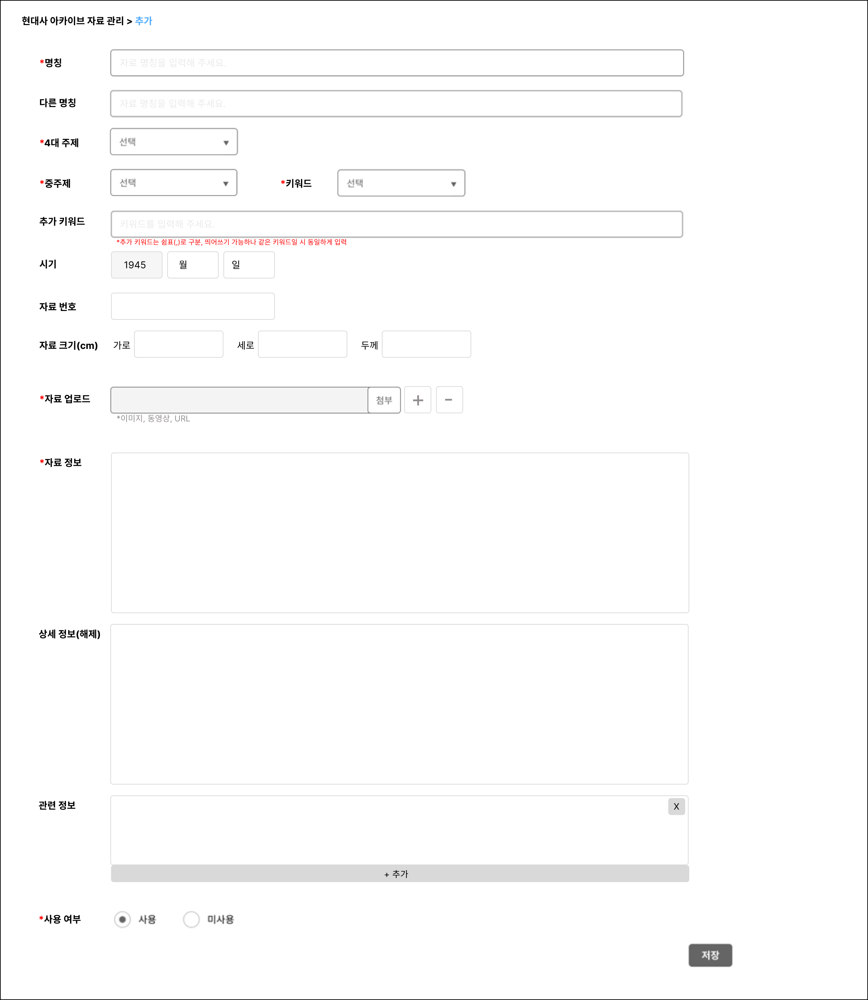 현대사 아카이브 자료 관리 > 추가
*명칭 자료 명칭을 입력해 주세요.
다른 명칭 자료 명칭을 입력해 주세요.
*4대 주제 선택 ▼
*중주제 선택 ▼ *키워드 선택 ▼
추가 키워드 키워드를 입력해 주세요.
*추가 키워드는 쉼표(,)로 구분, 띄어쓰기 가능하나 같은 키워드일 시 동일하게 입력
시기 1945 월 일
자료 번호
자료 크기(cm) 가로 세로 두께
*자료 업로드 첨부 + -
*이미지, 동영상, URL
*자료 정보
상세 정보(해제)
관련 정보 X
+ 추가
*사용 여부 사용 미사용
저장